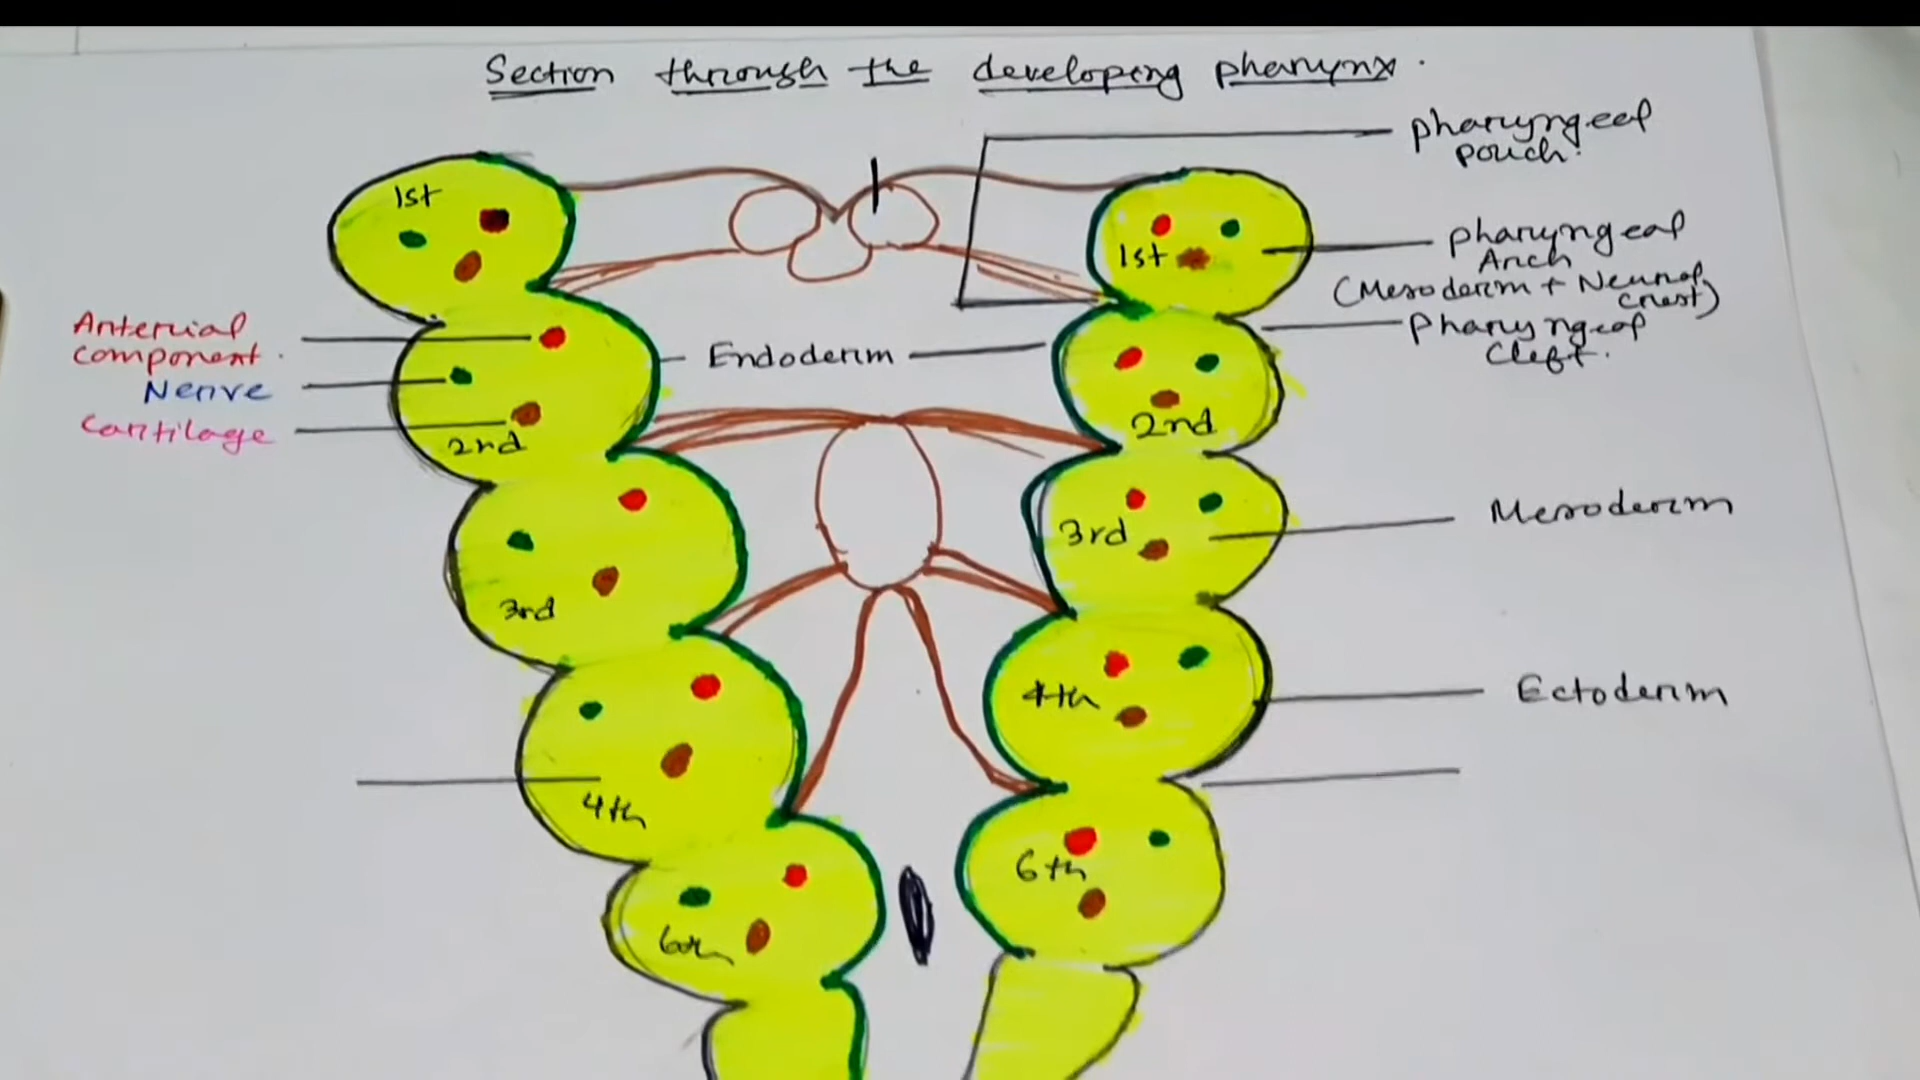 Section through the developing pharynx.
pharyngeal
pouch.
1st
1st
pharyngeal
Arch
(Mesoderm + Neural
crest)
Pharyngeal
Cleft.
Arterial
component.
Nerve
Cartilage
Endoderm
2nd
2nd
3rd
3rd
Mesoderm
4th
4th
Ectoderm
6th
6th